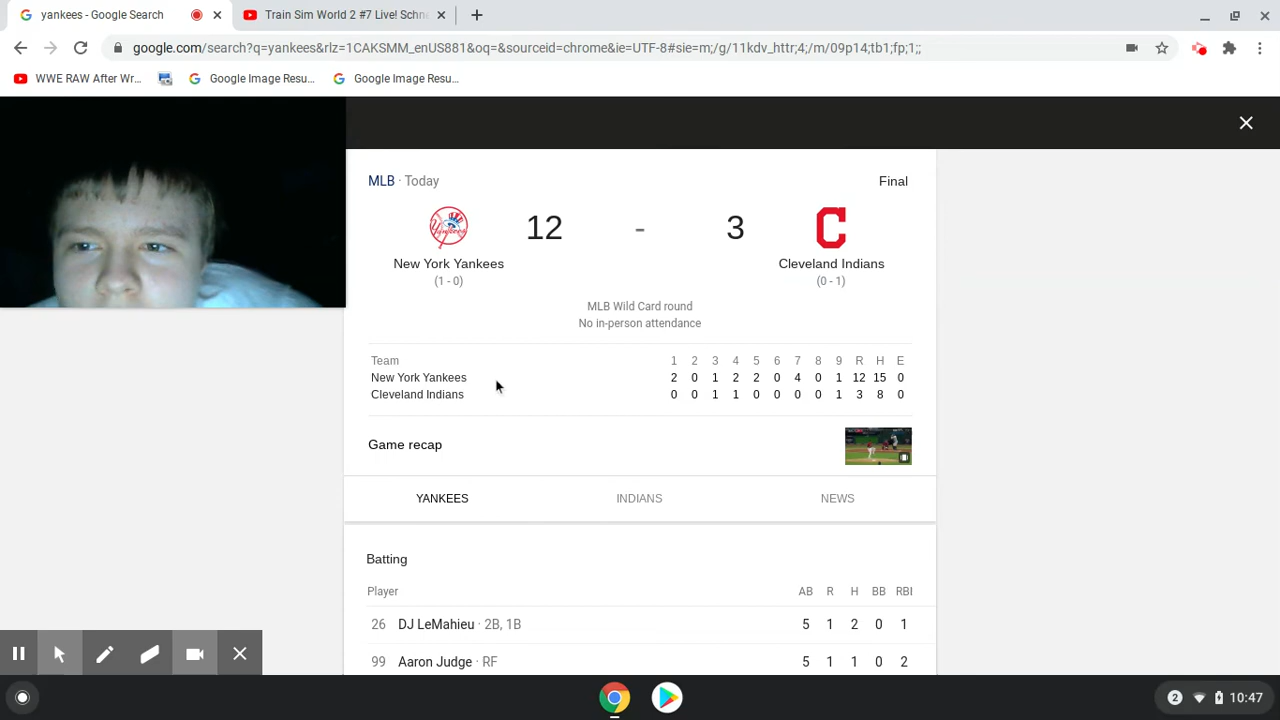 yankees - Google Search
Train Sim World 2 #7 Live! Schn
google.com/search?q=yankees&rlz=1CAKSMM_enUS881&oq=&sourceid=chrome&ie=UTF-8#sie=m;/g/11kdv_httr;4;/m/09p14;tb1;fp;1;;
WWE RAW After Wr... Google Image Resu... Google Image Resu...
MLB · Today Final
12 - 3
New York Yankees Cleveland Indians
(1 - 0) (0 - 1)
MLB Wild Card round
No in-person attendance
Team 1 2 3 4 5 6 7 8 9 R H E
New York Yankees 2 0 1 2 2 0 4 0 1 12 15 0
Cleveland Indians 0 0 1 1 0 0 0 0 1 3 8 0
Game recap
YANKEES INDIANS NEWS
Batting
Player AB R H BB RBI
26 DJ LeMahieu · 2B, 1B 5 1 2 0 1
99 Aaron Judge · RF 5 1 1 0 2
2 10:47